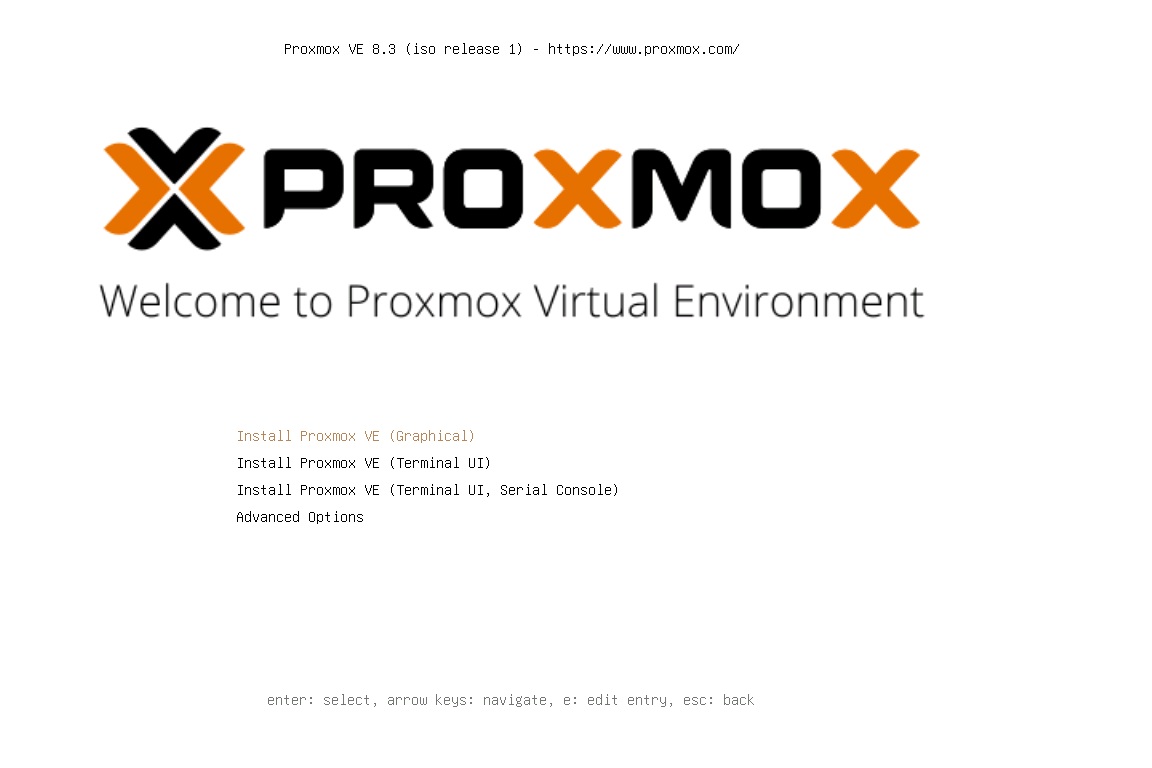 Proxmox VE 8.3 (iso release 1) - https://www.proxmox.com/
PROXMOX
Welcome to Proxmox Virtual Environment
Install Proxmox VE (Graphical)
Install Proxmox VE (Terminal UI)
Install Proxmox VE (Terminal UI, Serial Console)
Advanced Options
enter: select, arrow keys: navigate, e: edit entry, esc: back